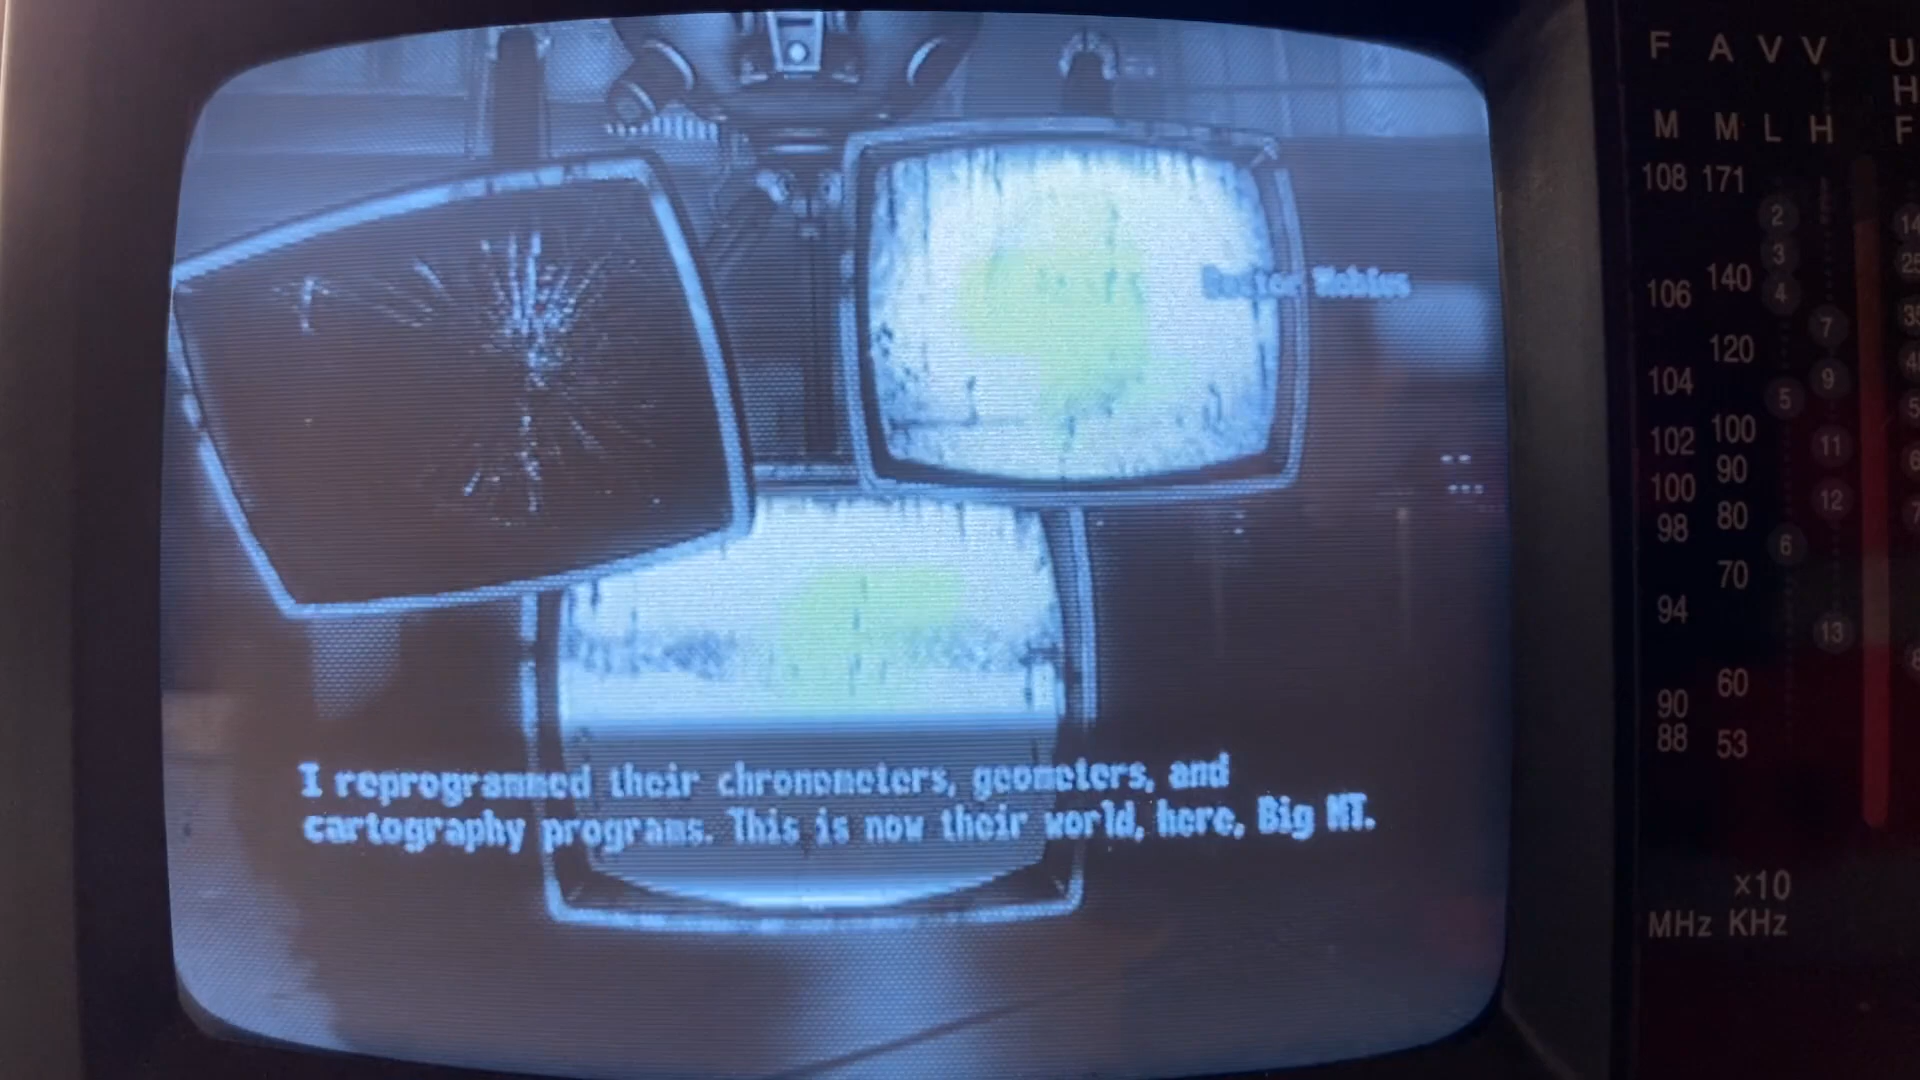 Doctor Mobius
I reprogrammed their chronometers, geometers, and
cartography programs. This is now their world, here, Big MT.
F A V V U
H
M M L H F
108 171
2
3
106 140 4
7
120
104 9
5
102 100 11
100 90
12
98 80
6
70
94
13
60
90
88 53
×10
MHz KHz